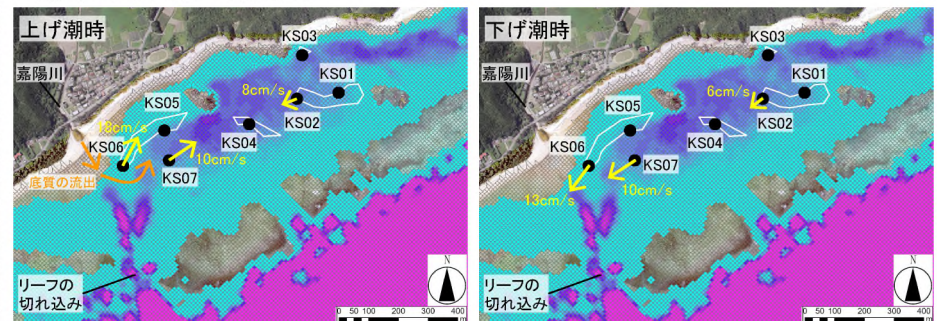 上げ潮時
嘉陽川
KS03
KS01
8cm/s
KS05
KS02
18cm/s
KS04
KS06
10cm/s
KS07
底質の流出
リーフの
切れ込み
N
0 50 100 200 300 400
m
下げ潮時
嘉陽川
KS03
KS01
6cm/s
KS05
KS02
KS04
KS06
KS07
10cm/s
13cm/s
リーフの
切れ込み
N
0 50 100 200 300 400
m